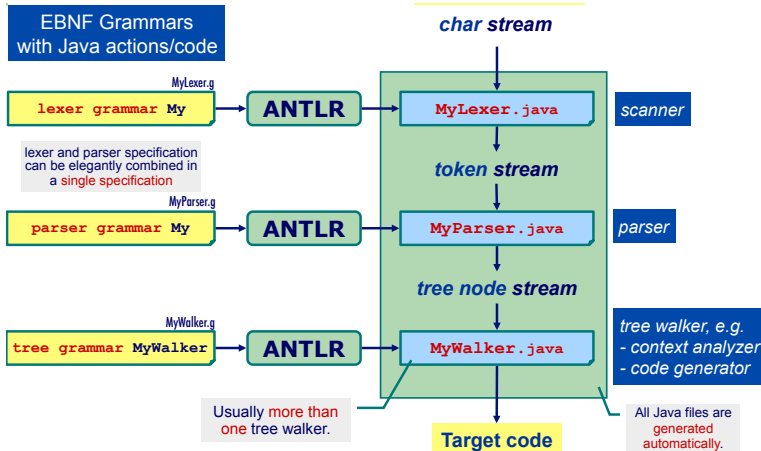 EBNF Grammars
with Java actions/code
char stream
MyLexer.g
lexer grammar My
ANTLR
MyLexer.java
scanner
lexer and parser specification
can be elegantly combined in
a single specification
token stream
MyParser.g
parser grammar My
ANTLR
MyParser.java
parser
tree node stream
MyWalker.g
tree grammar MyWalker
ANTLR
MyWalker.java
tree walker, e.g.
- context analyzer
- code generator
Usually more than
one tree walker.
All Java files are
generated
automatically.
Target code